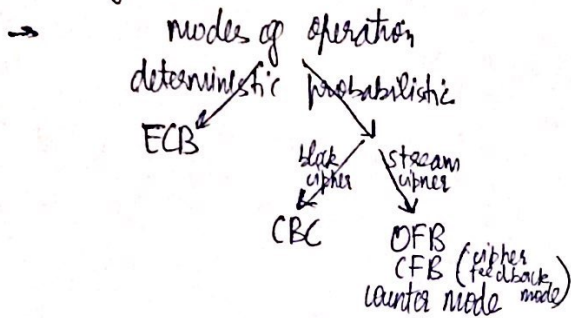 → modes of operation
deterministic probabilistic
ECB
block stream
cipher cipher
CBC OFB
CFB (cipher
feedback
counter mode mode)